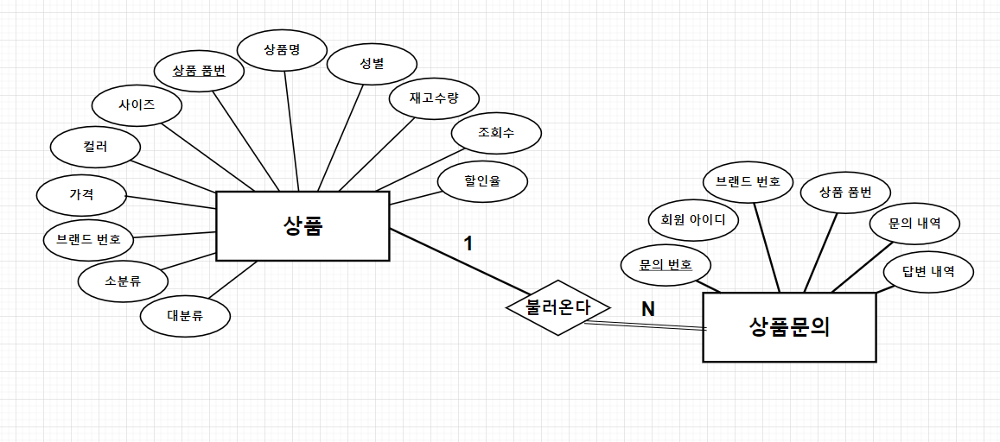 상품명
성별
상품 품번
재고수량
사이즈
조회수
컬러
할인율
가격
상품
브랜드 번호
소분류
대분류
1
불러온다
N
브랜드 번호
상품 품번
회원 아이디
문의 내역
문의 번호
답변 내역
상품문의